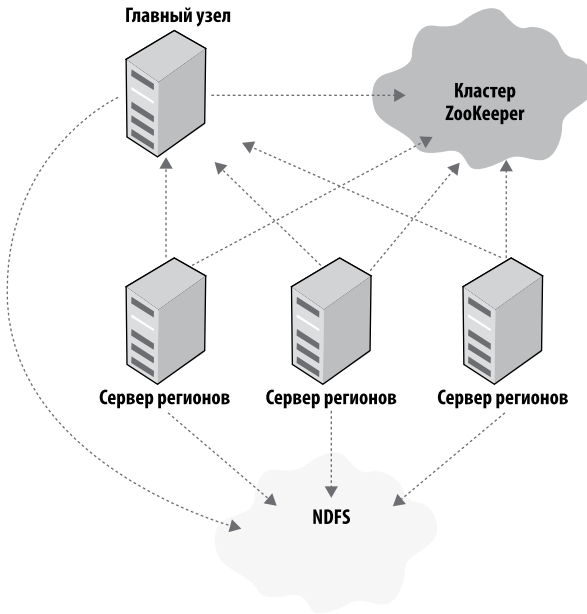 Главный узел
Кластер
ZooKeeper
Сервер регионов
Сервер регионов
Сервер регионов
NDFS